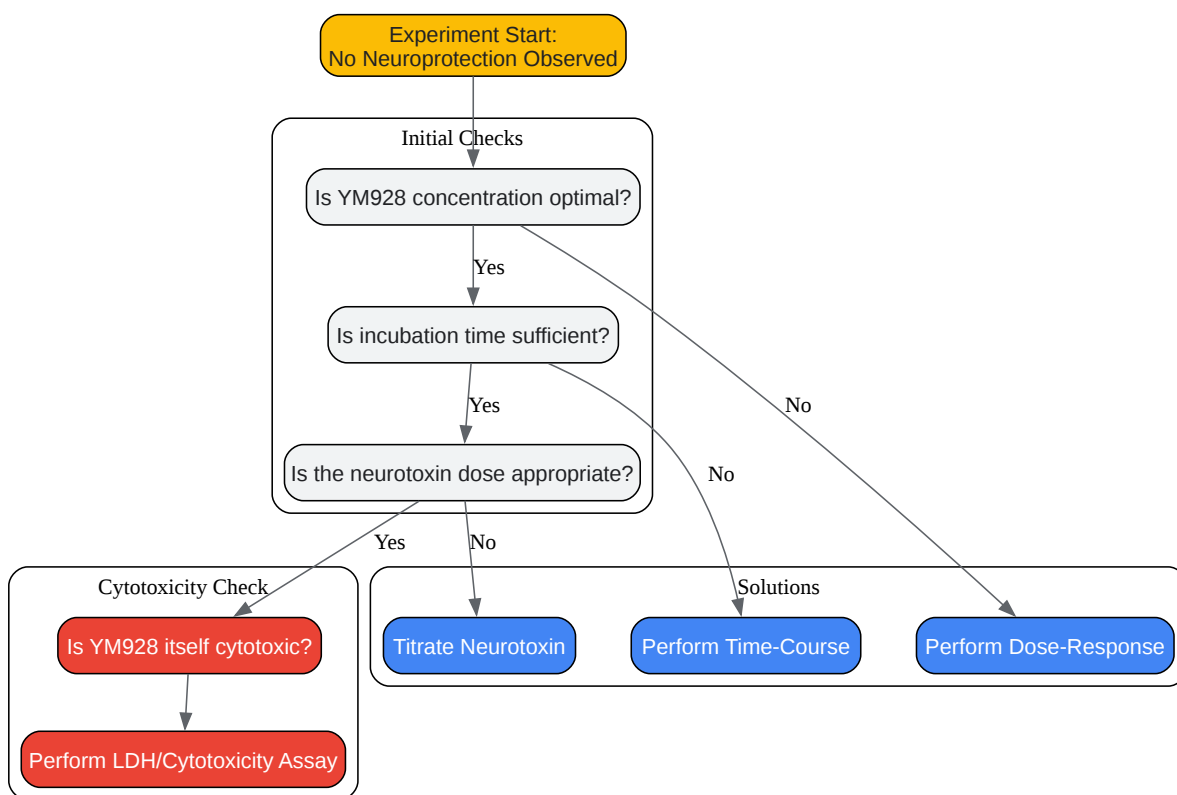 Experiment Start:
No Neuroprotection Observed
Initial Checks
Is YM928 concentration optimal?
Yes
No
Is incubation time sufficient?
Yes
No
Is the neurotoxin dose appropriate?
Yes
No
Cytotoxicity Check
Is YM928 itself cytotoxic?
Perform LDH/Cytotoxicity Assay
Solutions
Titrate Neurotoxin
Perform Time-Course
Perform Dose-Response